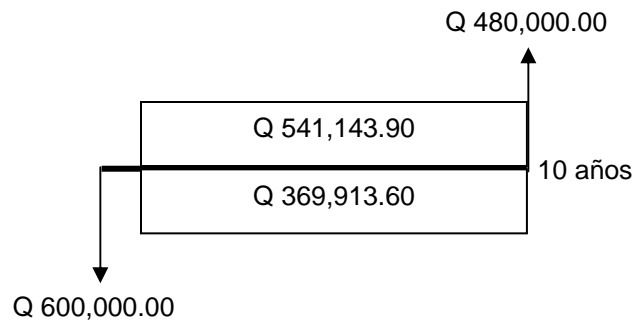 Q 480,000.00
Q 541,143.90
10 años
Q 369,913.60
Q 600,000.00